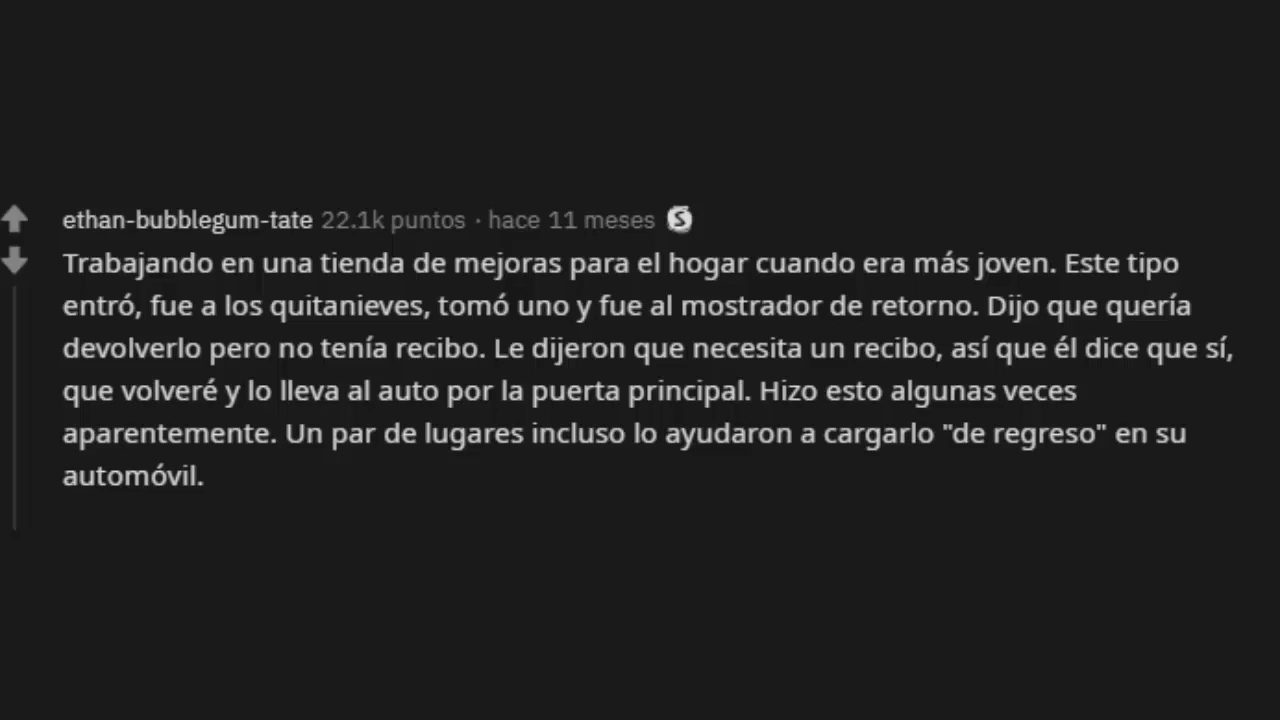 ethan-bubblegum-tate 22.1k puntos · hace 11 meses S
Trabajando en una tienda de mejoras para el hogar cuando era más joven. Este tipo
entró, fue a los quitanieves, tomó uno y fue al mostrador de retorno. Dijo que quería
devolverlo pero no tenía recibo. Le dijeron que necesita un recibo, así que él dice que sí,
que volveré y lo lleva al auto por la puerta principal. Hizo esto algunas veces
aparentemente. Un par de lugares incluso lo ayudaron a cargarlo "de regreso" en su
automóvil.